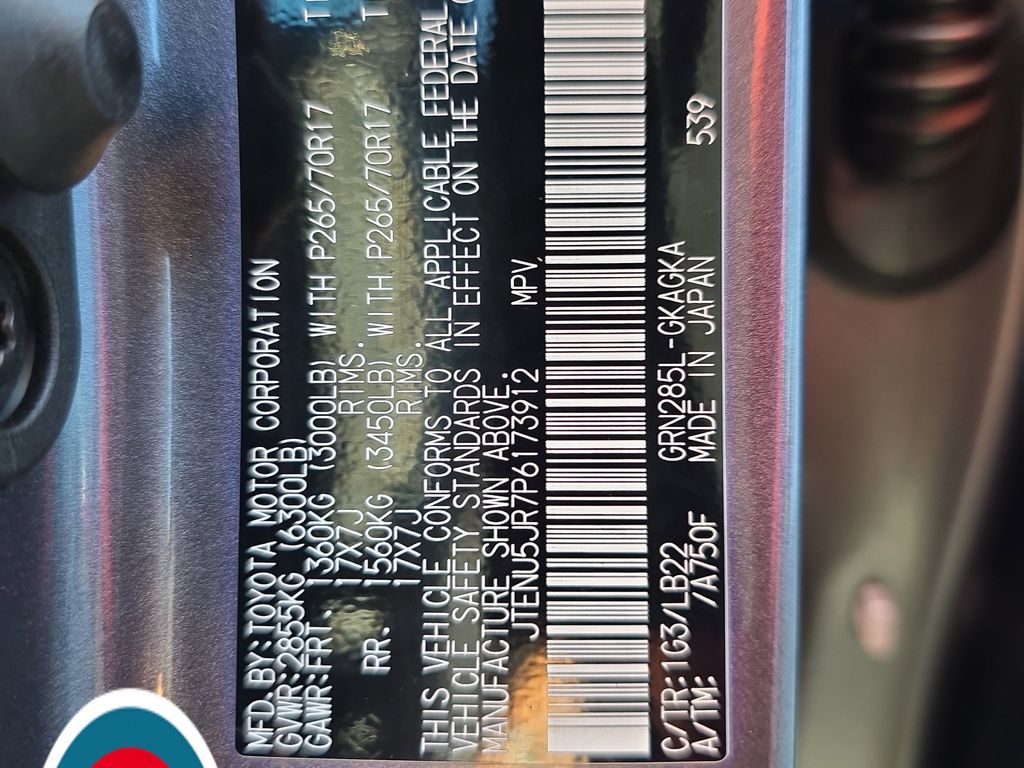 MFD. BY: TOYOTA MOTOR CORPORATION
GVWR: 2855KG (6300LB)
GAWR: FRT. 1360KG (3000LB) WITH P265/70R17
17X7J RIMS.
RR. 1560KG (3450LB) WITH P265/70R17
17X7J RIMS.
THIS VEHICLE CONFORMS TO ALL APPLICABLE FEDERAL
VEHICLE SAFETY STANDARDS IN EFFECT ON THE DATE
MANUFACTURE SHOWN ABOVE.
JTENU5JR7P6173912 MPV
C/TR: 1G3/LB22 GRN285L-GKAGKA
A/TM: /A750F MADE IN JAPAN 539